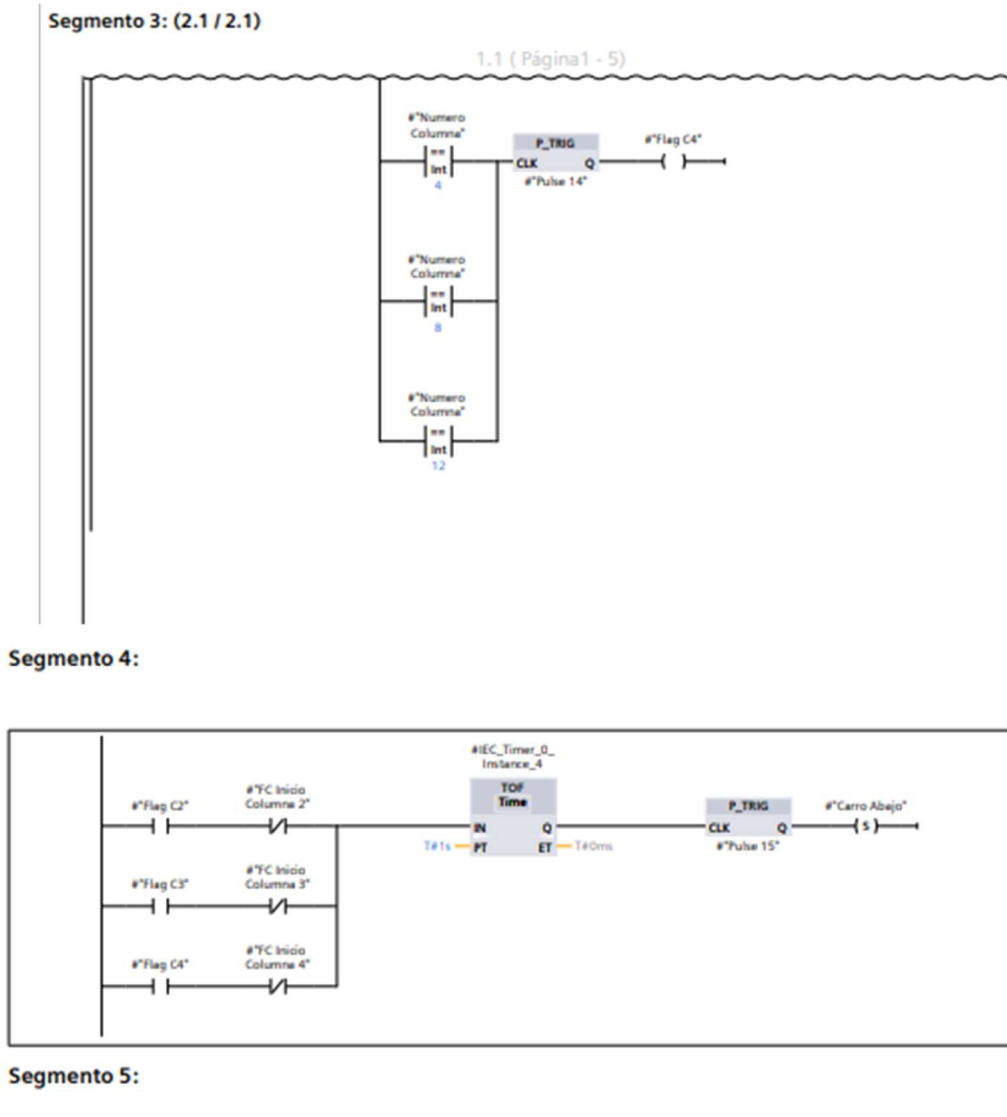 Segmento 3: (2.1 / 2.1)
1.1 ( Página1 - 5)
#"Numero
Columna"
==
Int
4
P_TRIG
CLK Q
#"Pulse 14"
#"Flag C4"
#"Numero
Columna"
==
Int
8
#"Numero
Columna"
==
Int
12
Segmento 4:
#IEC_Timer_0_
Instance_4
TOF
Time
IN Q
T#1s PT ET T#0ms
#"Flag C2"
#"FC Inicio
Columna 2"
P_TRIG
CLK Q
#"Pulse 15"
#"Carro Abajo"
S
#"Flag C3"
#"FC Inicio
Columna 3"
#"Flag C4"
#"FC Inicio
Columna 4"
Segmento 5: